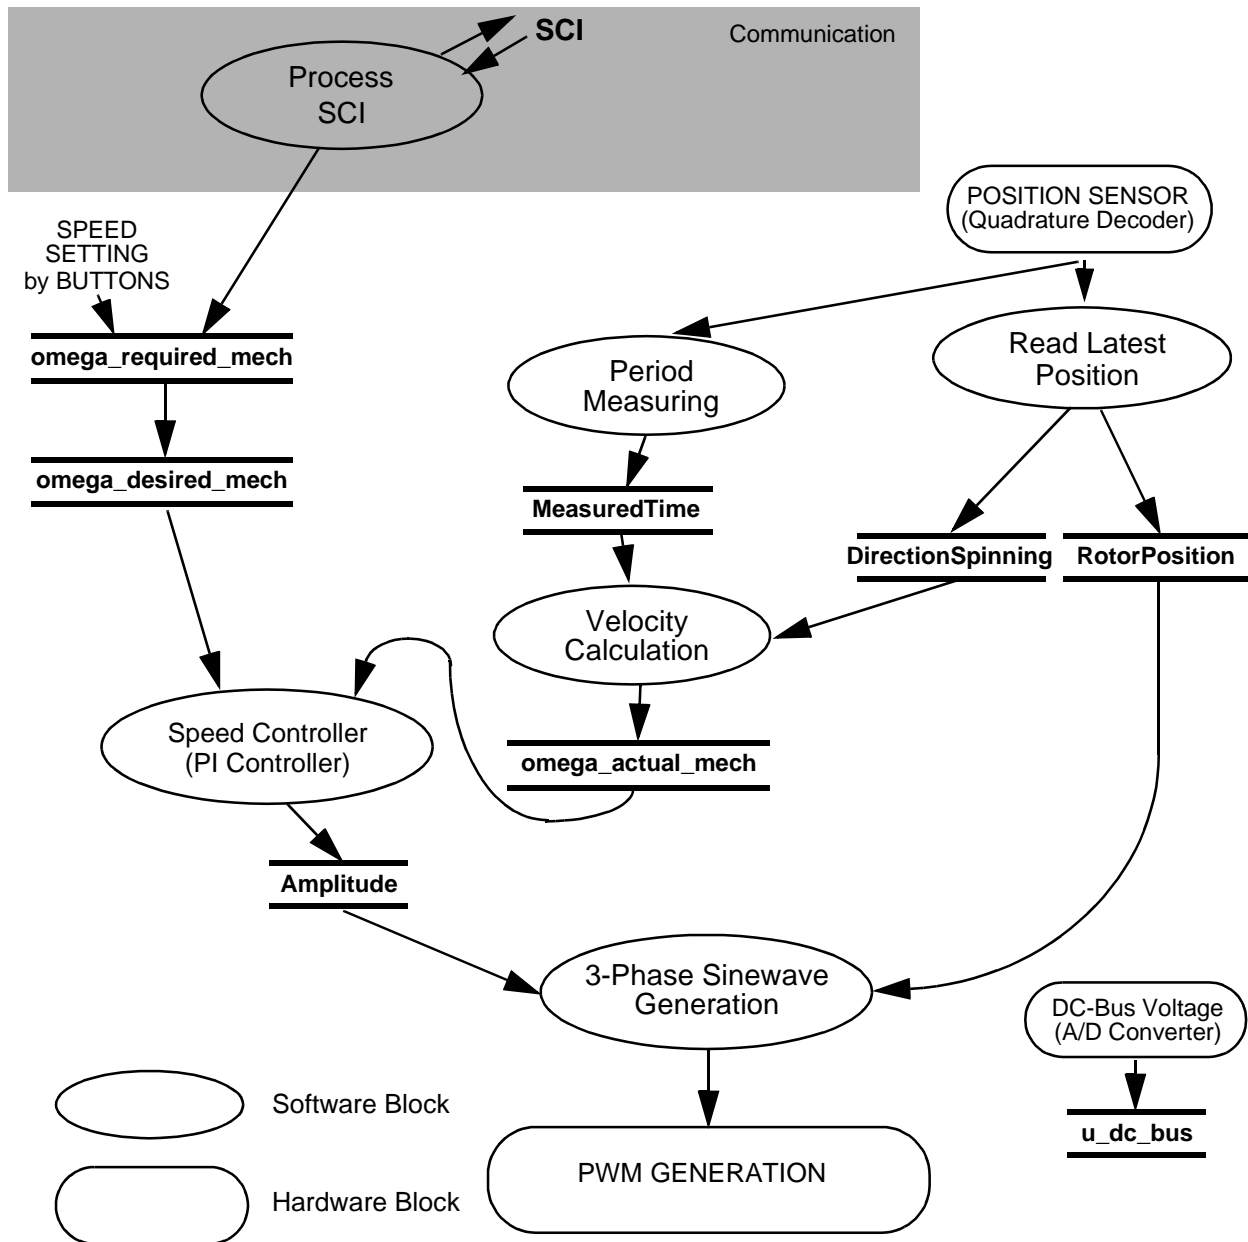 SCI
Communication
Process
SCI
POSITION SENSOR
(Quadrature Decoder)
SPEED
SETTING
by BUTTONS
omega_required_mech
Period
Measuring
Read Latest
Position
omega_desired_mech
MeasuredTime
DirectionSpinning
RotorPosition
Velocity
Calculation
Speed Controller
(PI Controller)
omega_actual_mech
Amplitude
3-Phase Sinewave
Generation
DC-Bus Voltage
(A/D Converter)
u_dc_bus
Software Block
PWM GENERATION
Hardware Block